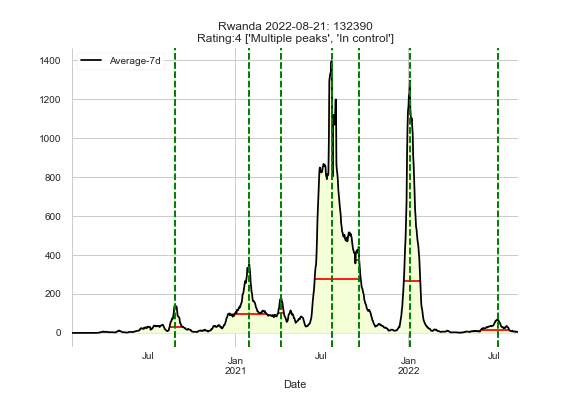 Rwanda 2022-08-21: 132390
Rating:4 ['Multiple peaks', 'In control']
Average-7d
1400
1200
1000
800
600
400
200
0
Jul Jan Jul Jan Jul
2021 2022
Date